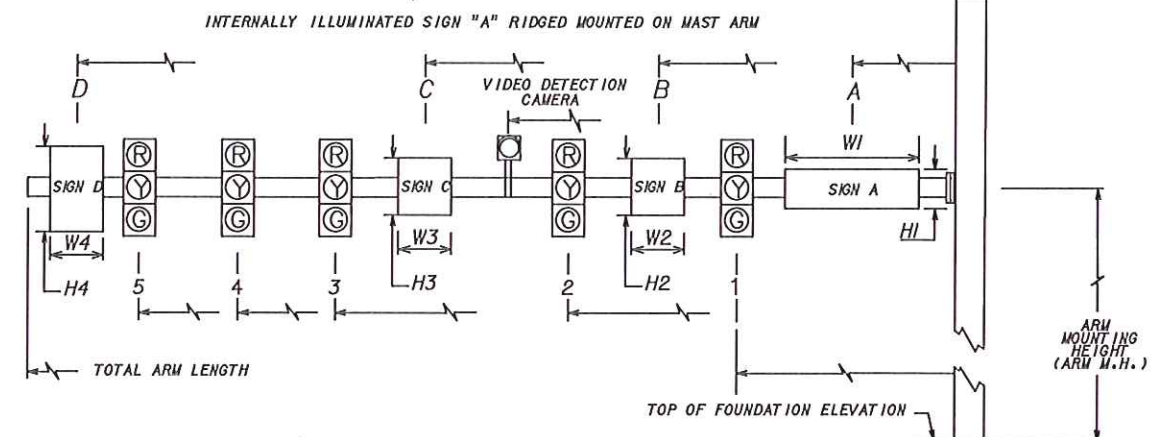 INTERNALLY ILLUMINATED SIGN "A" RIDGED MOUNTED ON MAST ARM
D
C
VIDEO DETECTION
CAMERA
B
A
R
R
R
R
R
W1
SIGN D
Y
Y
Y
SIGN C
Y
SIGN B
Y
SIGN A
G
G
G
G
G
W4
W3
W2
H1
H4
5
4
3
H3
2
H2
1
ARM
MOUNTING
HEIGHT
(ARM M.H.)
TOTAL ARM LENGTH
TOP OF FOUNDATION ELEVATION